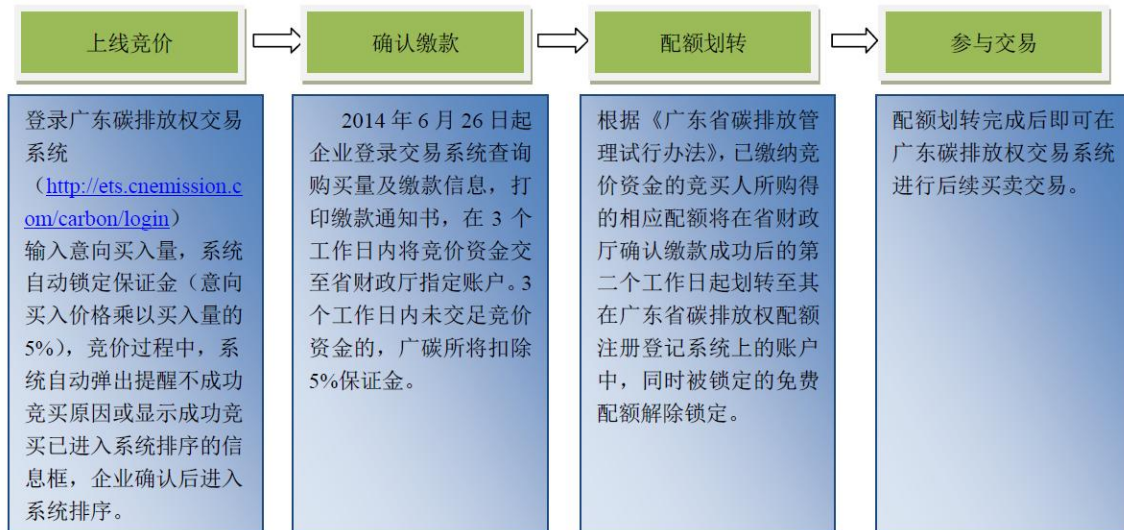 上线竞价
确认缴款
配额划转
参与交易
登录广东碳排放权交易
系统
（http://ets.cnemission.c
om/carbon/login）
输入意向买入量，系统
自动锁定保证金（意向
买入价格乘以买入量的
5%），竞价过程中，系
统自动弹出提醒不成功
竞买原因或显示成功竞
买已进入系统排序的信
息框，企业确认后进入
系统排序。
2014 年 6 月 26 日起
企业登录交易系统查询
购买量及缴款信息，打
印缴款通知书，在 3 个
工作日内将竞价资金交
至省财政厅指定账户。3
个工作日内未交足竞价
资金的，广碳所将扣除
5%保证金。
根据《广东省碳排放管
理试行办法》，已缴纳竞
价资金的竞买人所购得
的相应配额将在省财政
厅确认缴款成功后的第
二个工作日起划转至其
在广东省碳排放权配额
注册登记系统上的账户
中，同时被锁定的免费
配额解除锁定。
配额划转完成后即可在
广东碳排放权交易系统
进行后续买卖交易。